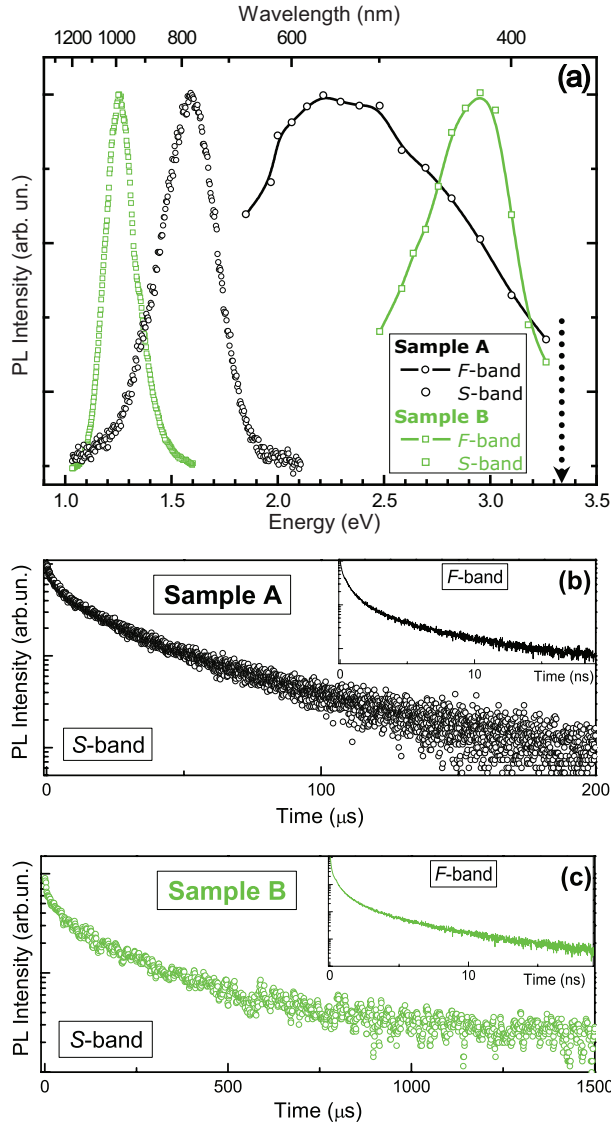 Wavelength (nm)
1200 1000 800 600 400
(a)
PL Intensity (arb. un.)
Sample A
F-band
S-band
Sample B
F-band
S-band
1.0 1.5 2.0 2.5 3.0 3.5
Energy (eV)
(b)
PL Intensity (arb.un.)
Sample A
F-band
0 10 Time (ns)
S-band
0 100 200
Time (μs)
(c)
PL Intensity (arb.un.)
Sample B
F-band
0 10 Time (ns)
S-band
0 500 1000 1500
Time (μs)